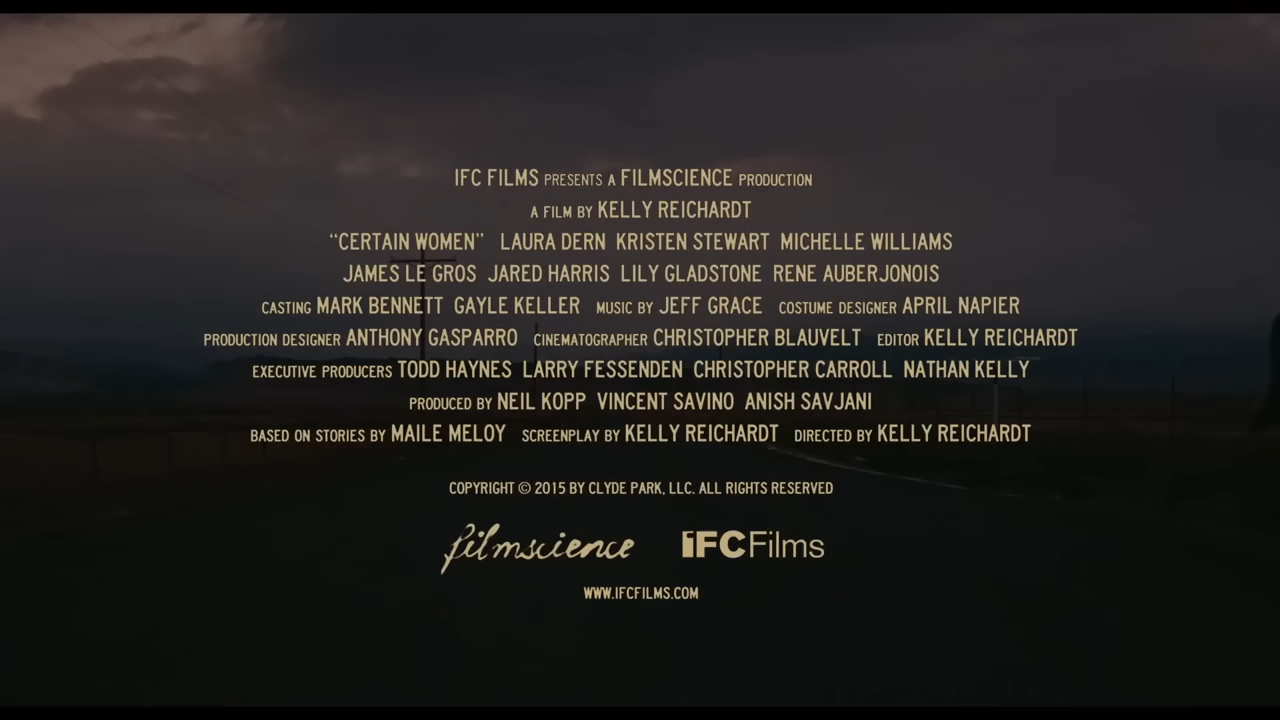 IFC FILMS PRESENTS A FILMSCIENCE PRODUCTION
A FILM BY KELLY REICHARDT
“CERTAIN WOMEN” LAURA DERN KRISTEN STEWART MICHELLE WILLIAMS
JAMES LE GROS JARED HARRIS LILY GLADSTONE RENE AUBERJONOIS
CASTING MARK BENNETT GAYLE KELLER MUSIC BY JEFF GRACE COSTUME DESIGNER APRIL NAPIER
PRODUCTION DESIGNER ANTHONY GASPARRO CINEMATOGRAPHER CHRISTOPHER BLAUVELT EDITOR KELLY REICHARDT
EXECUTIVE PRODUCERS TODD HAYNES LARRY FESSENDEN CHRISTOPHER CARROLL NATHAN KELLY
PRODUCED BY NEIL KOPP VINCENT SAVINO ANISH SAVJANI
BASED ON STORIES BY MAILE MELOY SCREENPLAY BY KELLY REICHARDT DIRECTED BY KELLY REICHARDT
COPYRIGHT © 2015 BY CLYDE PARK, LLC. ALL RIGHTS RESERVED
filmscience IFC Films
WWW.IFCFILMS.COM